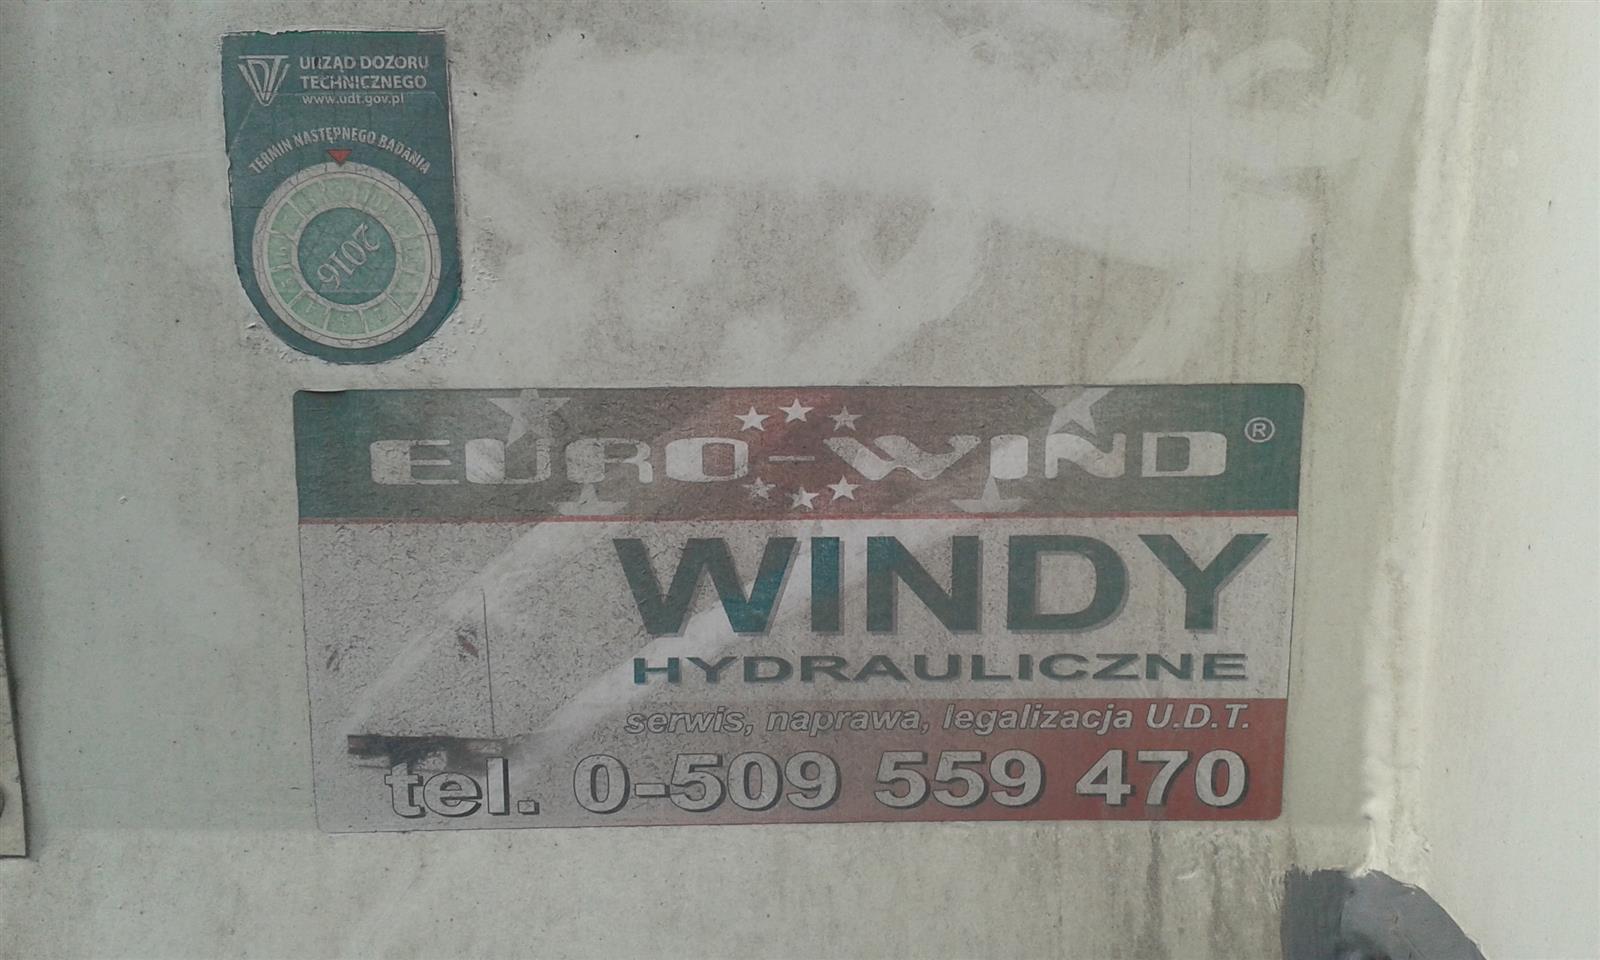 URZĄD DOZORU
TECHNICZNEGO
www.udt.gov.pl
TERMIN NASTĘPNEGO BADANIA
2016
EURO-WIND ®
WINDY
HYDRAULICZNE
serwis, naprawa, legalizacja U.D.T.
tel. 0-509 559 470